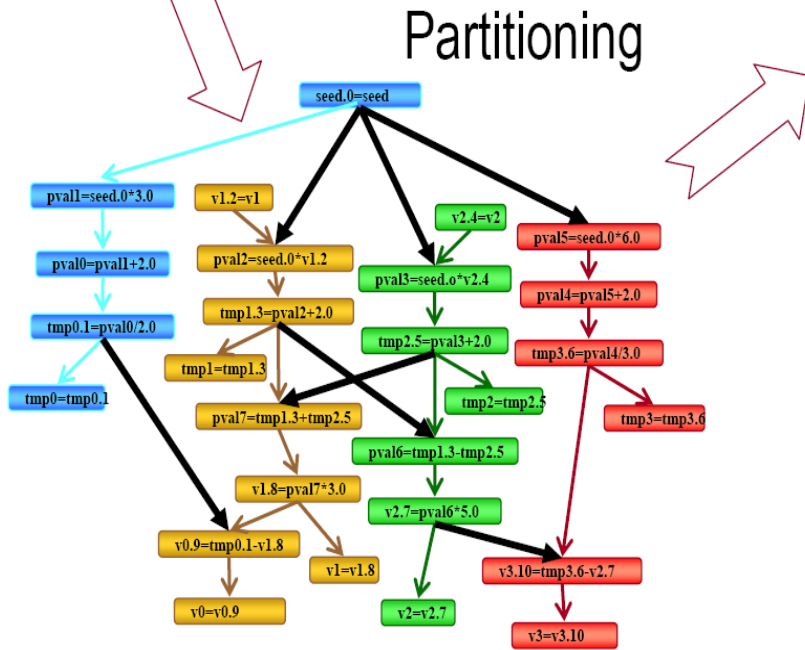 Partitioning
seed.0=seed
pval1=seed.0*3.0
v1.2=v1
v2.4=v2
pval5=seed.0*6.0
pval0=pval1+2.0
pval2=seed.0*v1.2
pval3=seed.o*v2.4
pval4=pval5+2.0
tmp0.1=pval0/2.0
tmp1.3=pval2+2.0
tmp2.5=pval3+2.0
tmp3.6=pval4/3.0
tmp0=tmp0.1
tmp1=tmp1.3
tmp2=tmp2.5
tmp3=tmp3.6
pval7=tmp1.3+tmp2.5
pval6=tmp1.3-tmp2.5
v1.8=pval7*3.0
v2.7=pval6*5.0
v0.9=tmp0.1-v1.8
v1=v1.8
v3.10=tmp3.6-v2.7
v0=v0.9
v2=v2.7
v3=v3.10